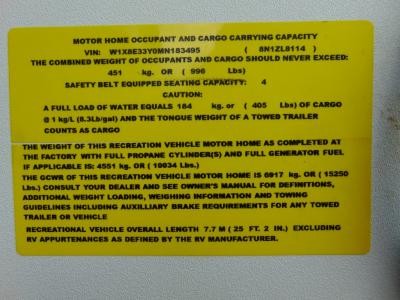 MOTOR HOME OCCUPANT AND CARGO CARRYING CAPACITY
VIN: W1X8E33Y0MN183495 ( 8N1ZL8114 )
THE COMBINED WEIGHT OF OCCUPANTS AND CARGO SHOULD NEVER EXCEED:
451 kg. OR ( 996 Lbs)
SAFETY BELT EQUIPPED SEATING CAPACITY: 4
CAUTION:
A FULL LOAD OF WATER EQUALS 184 kg. or ( 405 Lbs) OF CARGO
@ 1 kg/L (8.3Lb/gal) AND THE TONGUE WEIGHT OF A TOWED TRAILER
COUNTS AS CARGO
THE WEIGHT OF THIS RECREATION VEHICLE MOTOR HOME AS COMPLETED AT
THE FACTORY WITH FULL PROPANE CYLINDER(S) AND FULL GENERATOR FUEL
IF APPLICABLE IS: 4551 kg. OR ( 10034 Lbs.)
THE GCWR OF THIS RECREATION VEHICLE MOTOR HOME IS 6917 kg. OR ( 15250
Lbs.) CONSULT YOUR DEALER AND SEE OWNER'S MANUAL FOR DEFINITIONS,
ADDITIONAL WEIGHT LOADING, WEIGHING INFORMATION AND TOWING
GUIDELINES INCLUDING AUXILLIARY BRAKE REQUIREMENTS FOR ANY TOWED
TRAILER OR VEHICLE
RECREATIONAL VEHICLE OVERALL LENGTH 7.7 M ( 25 FT. 2 IN. ) EXCLUDING
RV APPURTENANCES AS DEFINED BY THE RV MANUFACTURER.